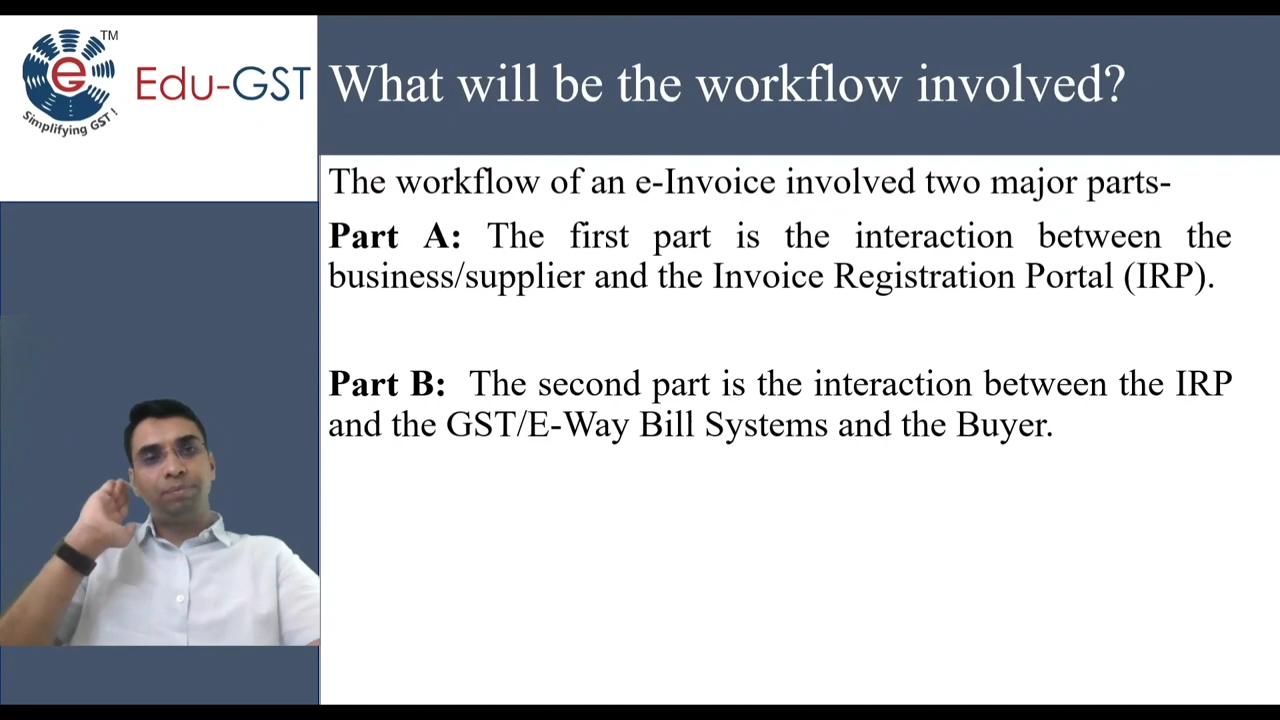 TM
e
Edu-GST
Simplifying GST !
What will be the workflow involved?
The workflow of an e-Invoice involved two major parts-
Part A: The first part is the interaction between the
business/supplier and the Invoice Registration Portal (IRP).
Part B: The second part is the interaction between the IRP
and the GST/E-Way Bill Systems and the Buyer.